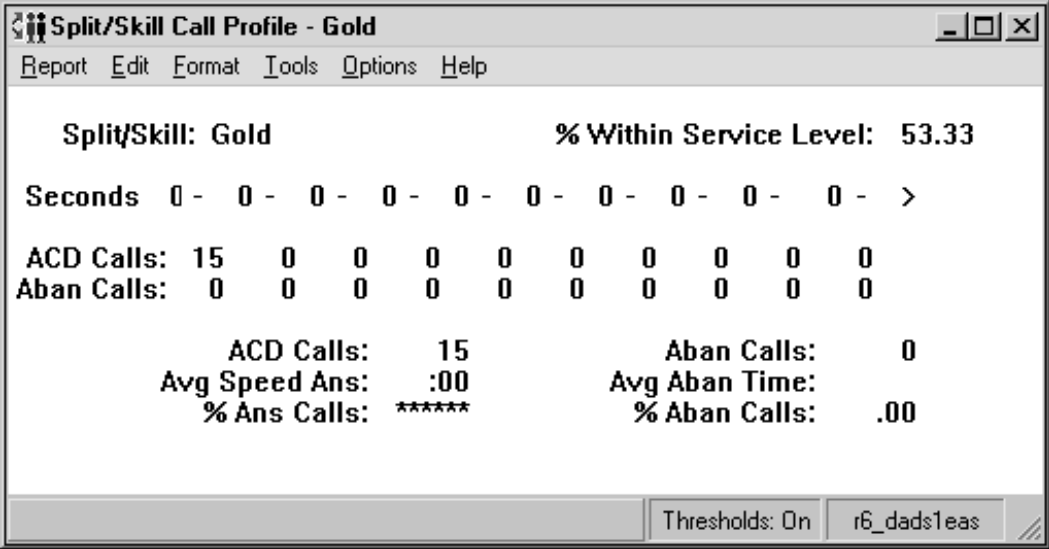 Split/Skill Call Profile - Gold
Report Edit Format Tools Options Help
Split/Skill: Gold % Within Service Level: 53.33
Seconds 0 - 0 - 0 - 0 - 0 - 0 - 0 - 0 - 0 - 0 - >
ACD Calls: 15 0 0 0 0 0 0 0 0 0
Aban Calls: 0 0 0 0 0 0 0 0 0 0
ACD Calls: 15 Aban Calls: 0
Avg Speed Ans: :00 Avg Aban Time:
% Ans Calls: ****** % Aban Calls: .00
Thresholds: On r6_dads1eas